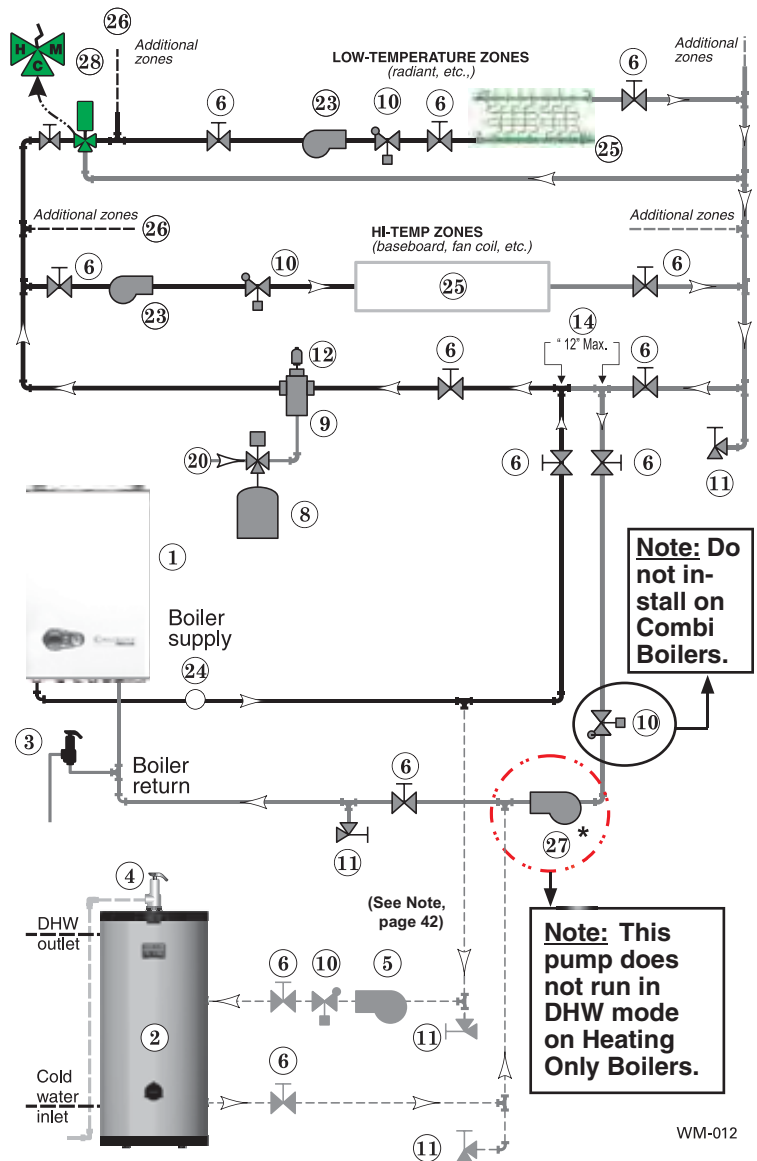 26
H M
C
28
Additional
zones
LOW-TEMPERATURE ZONES
(radiant, etc.,)
6
Additional
zones
6
23
10
6
25
Additional zones
26
HI-TEMP ZONES
(baseboard, fan coil, etc.)
Additional zones
6
23
10
25
6
14
" 12" Max.
12
6
6
9
20
8
6
6
11
1
Note: Do
not in-
stall on
Combi
Boilers.
Boiler
supply
24
10
3
Boiler
return
6
11
27 *
4
DHW
outlet
(See Note,
page 42)
Note: This
pump does
not run in
DHW mode
on Heating
Only Boilers.
6
10
5
11
2
6
Cold
water
inlet
11
WM-012